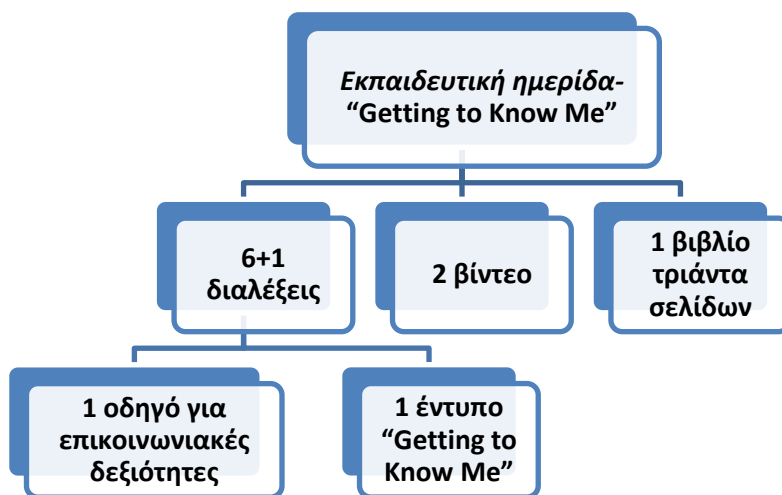 Εκπαιδευτική ημερίδα-
“Getting to Know Me”
6+1
διαλέξεις
2 βίντεο
1 βιβλίο
τριάντα
σελίδων
1 οδηγό για
επικοινωνιακές
δεξιότητες
1 έντυπο
“Getting to
Know Me”